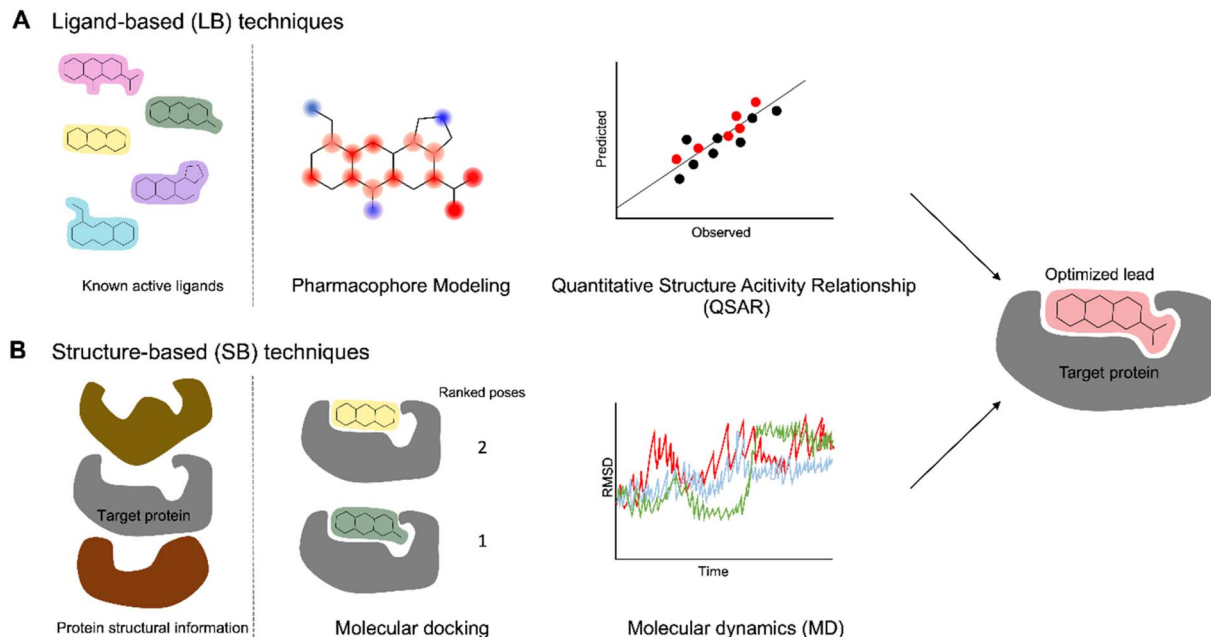 A Ligand-based (LB) techniques
Known active ligands
Pharmacophore Modeling
Predicted
Observed
Quantitative Structure Acitivity Relationship
(QSAR)
B Structure-based (SB) techniques
Target protein
Protein structural information
Ranked poses
2
1
Molecular docking
RMSD
Time
Molecular dynamics (MD)
Optimized lead
Target protein